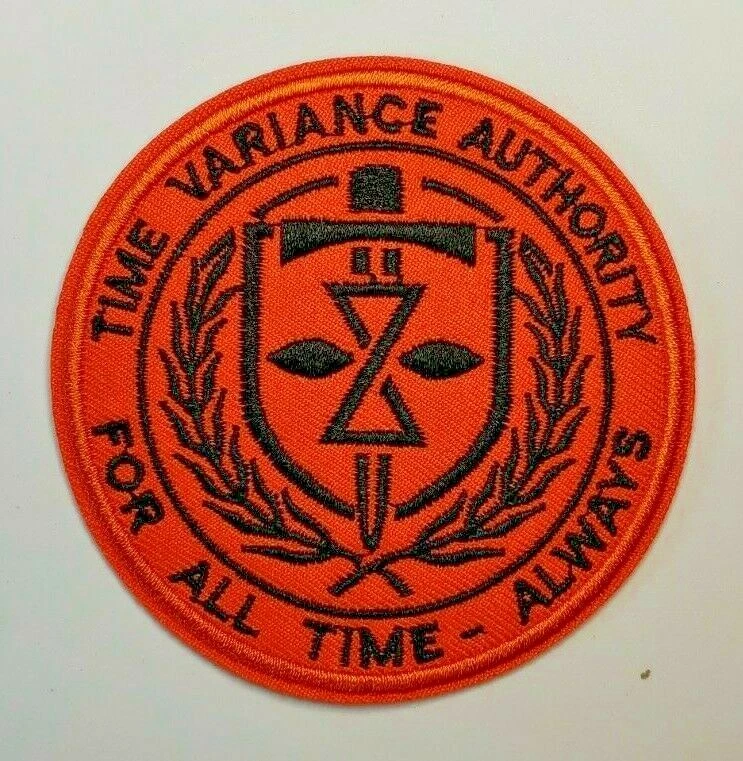 TIME VARIANCE AUTHORITY
FOR ALL TIME - ALWAYS